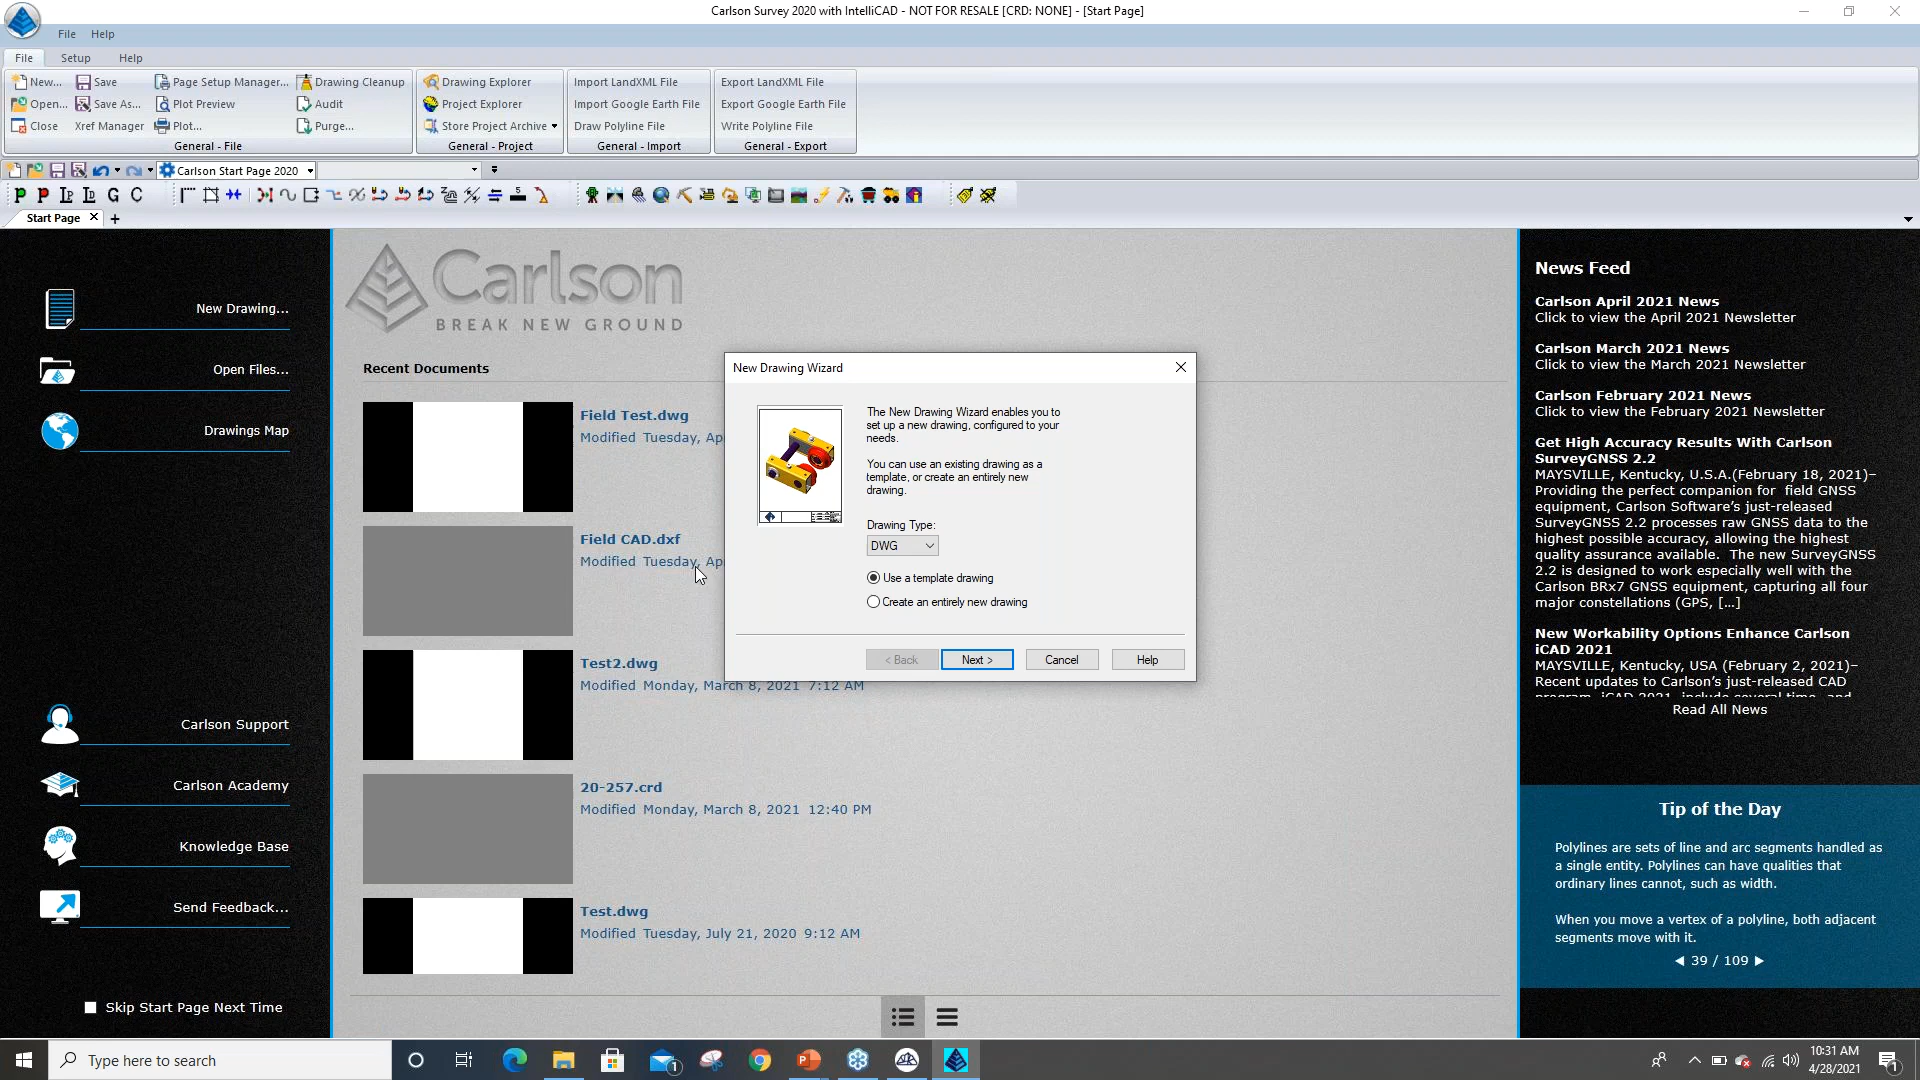 Carlson Survey 2020 with IntelliCAD - NOT FOR RESALE [CRD: NONE] - [Start Page]
File Help
File Setup Help
New... Save Page Setup Manager... Drawing Cleanup Drawing Explorer Import LandXML File Export LandXML File
Open... Save As... Plot Preview Audit Project Explorer Import Google Earth File Export Google Earth File
Close Xref Manager Plot... Purge... Store Project Archive Draw Polyline File Write Polyline File
General - File General - Project General - Import General - Export
Carlson Start Page 2020
Start Page
New Drawing...
Open Files...
Drawings Map
Carlson Support
Carlson Academy
Knowledge Base
Send Feedback...
Skip Start Page Next Time
Carlson
BREAK NEW GROUND
Recent Documents
Field Test.dwg
Modified Tuesday, Ap
Field CAD.dxf
Modified Tuesday, Ap
Test2.dwg
Modified Monday, March 8, 2021 7:12 AM
20-257.crd
Modified Monday, March 8, 2021 12:40 PM
Test.dwg
Modified Tuesday, July 21, 2020 9:12 AM
New Drawing Wizard
The New Drawing Wizard enables you to
set up a new drawing, configured to your
needs.
You can use an existing drawing as a
template, or create an entirely new
drawing.
Drawing Type:
DWG
Use a template drawing
Create an entirely new drawing
< Back Next > Cancel Help
News Feed
Carlson April 2021 News
Click to view the April 2021 Newsletter
Carlson March 2021 News
Click to view the March 2021 Newsletter
Carlson February 2021 News
Click to view the February 2021 Newsletter
Get High Accuracy Results With Carlson
SurveyGNSS 2.2
MAYSVILLE, Kentucky, U.S.A.(February 18, 2021)–
Providing the perfect companion for field GNSS
equipment, Carlson Software's just-released
SurveyGNSS 2.2 processes raw GNSS data to the
highest possible accuracy, allowing the highest
quality assurance available. The new SurveyGNSS
2.2 is designed to work especially well with the
Carlson BRx7 GNSS equipment, capturing all four
major constellations (GPS, [...]
New Workability Options Enhance Carlson
iCAD 2021
MAYSVILLE, Kentucky, USA (February 2, 2021)–
Recent updates to Carlson's just-released CAD
program, iCAD 2021, include several time- and
Read All News
Tip of the Day
Polylines are sets of line and arc segments handled as
a single entity. Polylines can have qualities that
ordinary lines cannot, such as width.
When you move a vertex of a polyline, both adjacent
segments move with it.
39 / 109
Type here to search
10:31 AM
4/28/2021